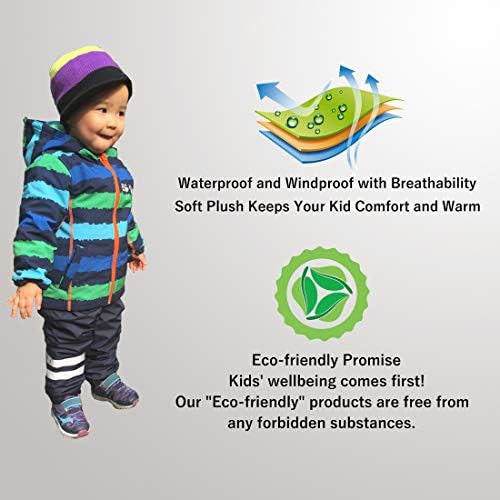 Waterproof and Windproof with Breathability
Soft Plush Keeps Your Kid Comfort and Warm
Eco-friendly Promise
Kids' wellbeing comes first!
Our "Eco-friendly" products are free from
any forbidden substances.